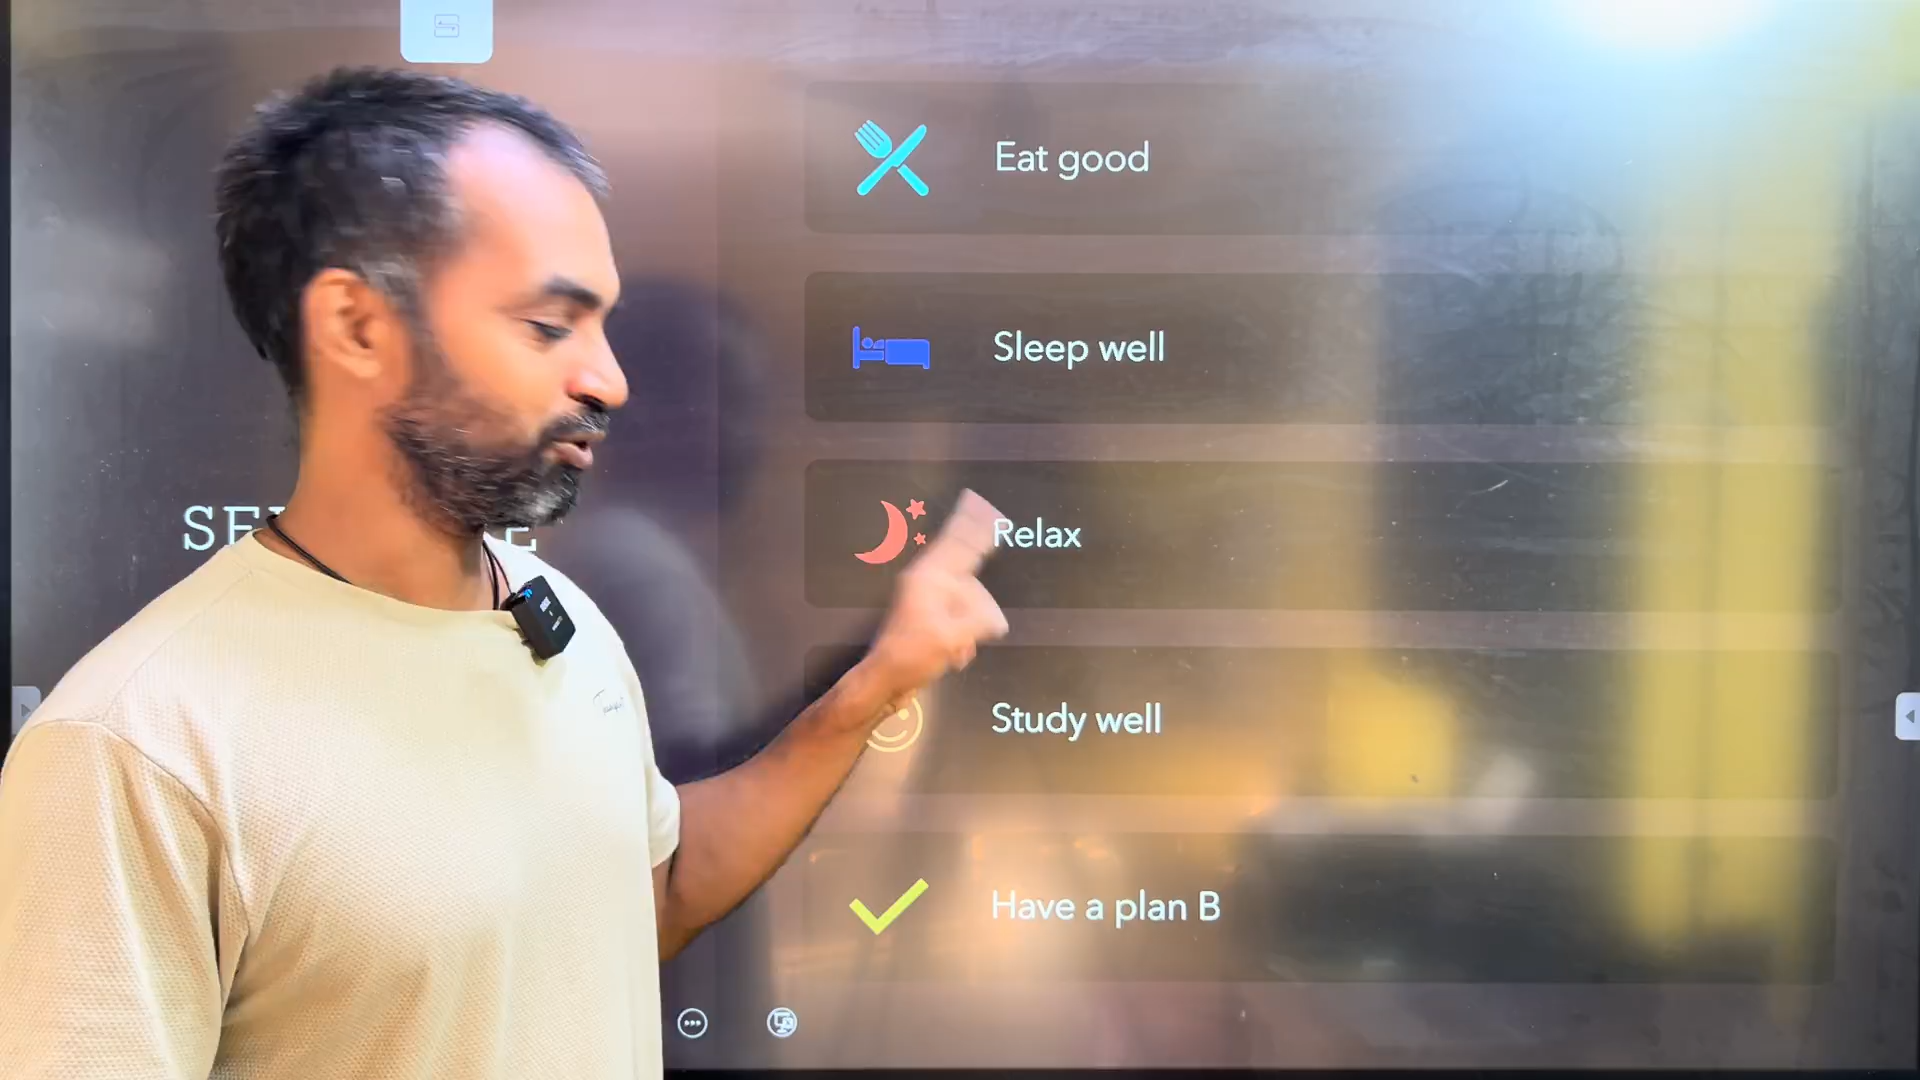 Eat good
Sleep well
Relax
Study well
Have a plan B